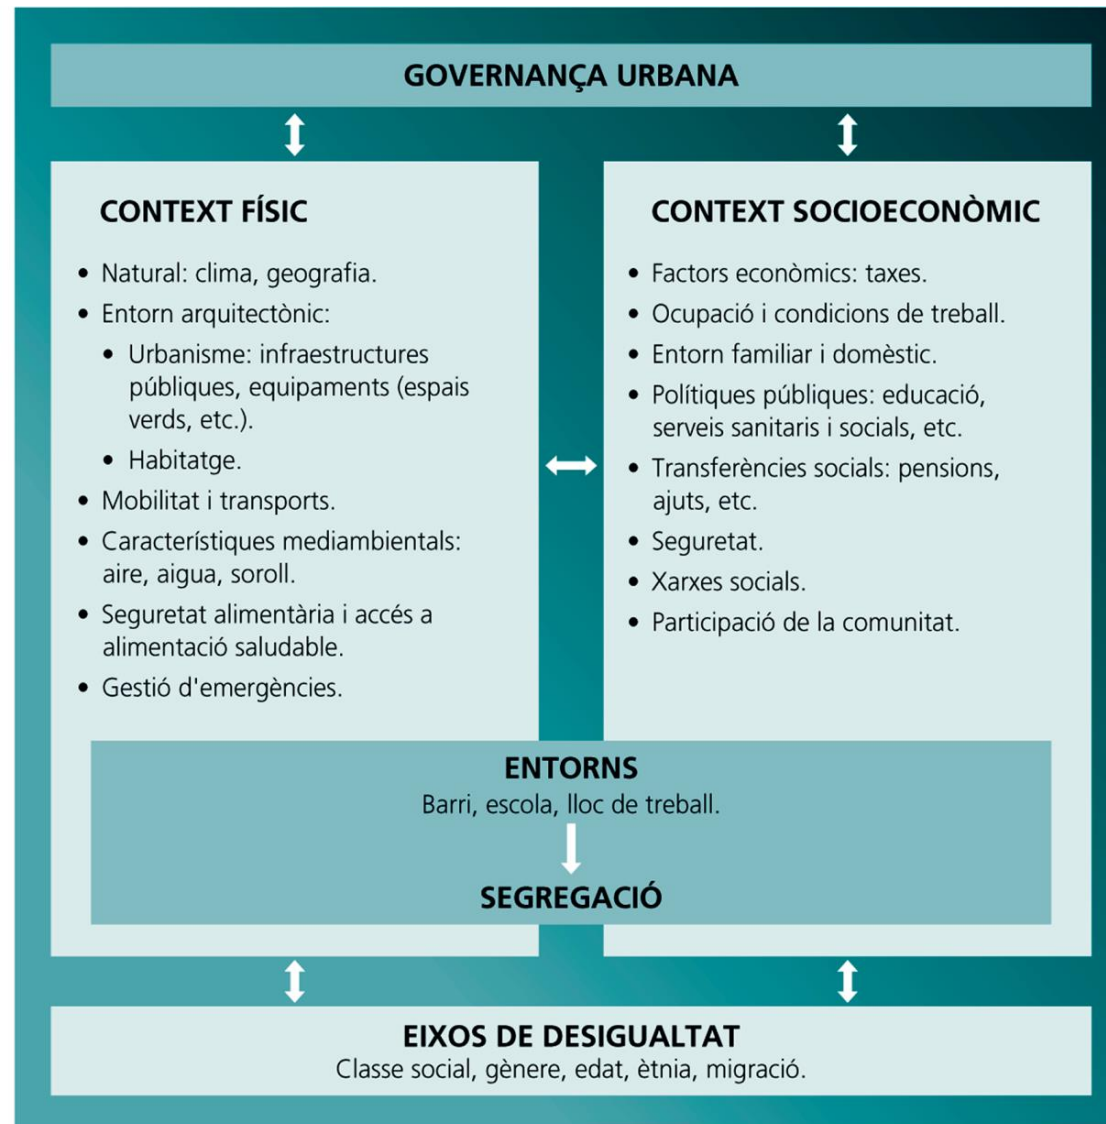 GOVERNANÇA URBANA
CONTEXT FÍSIC
• Natural: clima, geografia.
• Entorn arquitectònic:
• Urbanisme: infraestructures
públiques, equipaments (espais
verds, etc.).
• Habitatge.
• Mobilitat i transports.
• Característiques mediambientals:
aire, aigua, soroll.
• Seguretat alimentària i accés a
alimentació saludable.
• Gestió d'emergències.
CONTEXT SOCIOECONÒMIC
• Factors econòmics: taxes.
• Ocupació i condicions de treball.
• Entorn familiar i domèstic.
• Polítiques públiques: educació,
serveis sanitaris i socials, etc.
• Transferències socials: pensions,
ajuts, etc.
• Seguretat.
• Xarxes socials.
• Participació de la comunitat.
ENTORNS
Barri, escola, lloc de treball.
SEGREGACIÓ
EIXOS DE DESIGUALTAT
Classe social, gènere, edat, ètnia, migració.